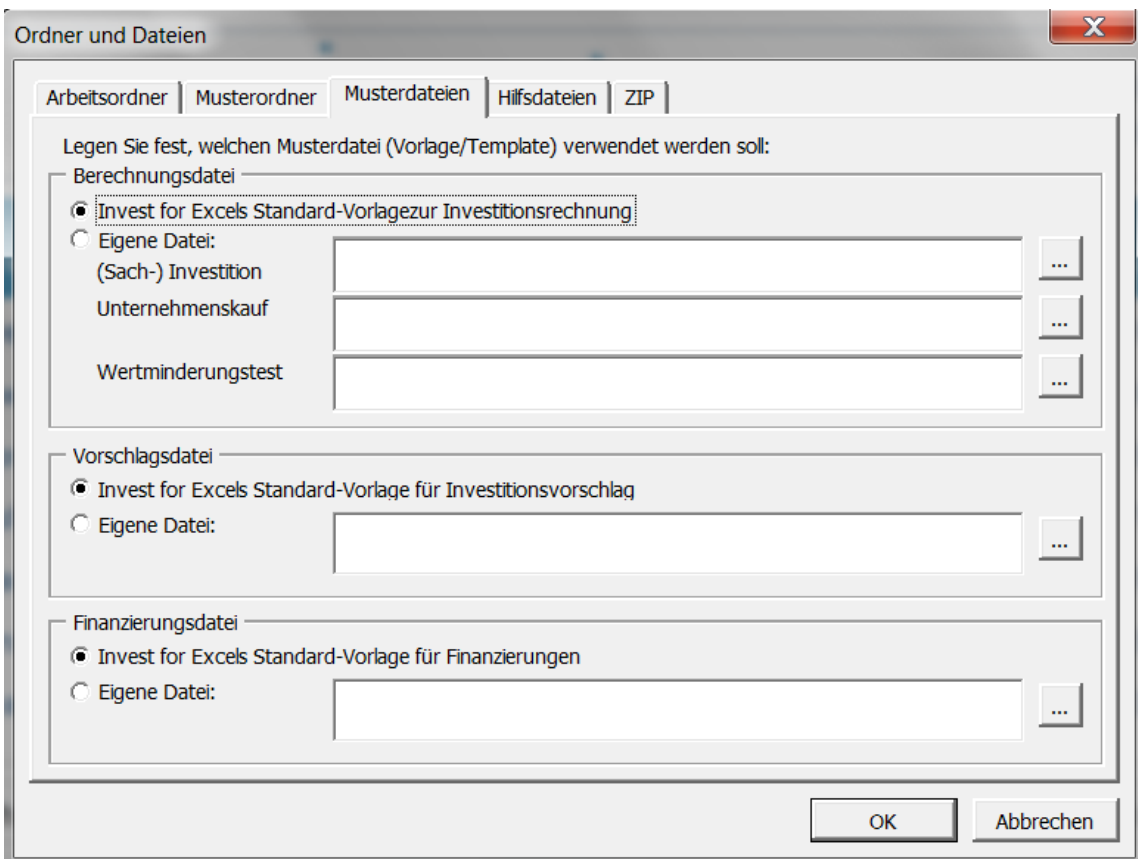 Ordner und Dateien
X
Arbeitsordner Musterordner Musterdateien Hilfsdateien ZIP
Legen Sie fest, welchen Musterdatei (Vorlage/Template) verwendet werden soll:
Berechnungsdatei
Invest for Excels Standard-Vorlagezur Investitionsrechnung
Eigene Datei:
(Sach-) Investition
...
Unternehmenskauf
...
Wertminderungstest
...
Vorschlagsdatei
Invest for Excels Standard-Vorlage für Investitionsvorschlag
Eigene Datei:
...
Finanzierungsdatei
Invest for Excels Standard-Vorlage für Finanzierungen
Eigene Datei:
...
OK Abbrechen